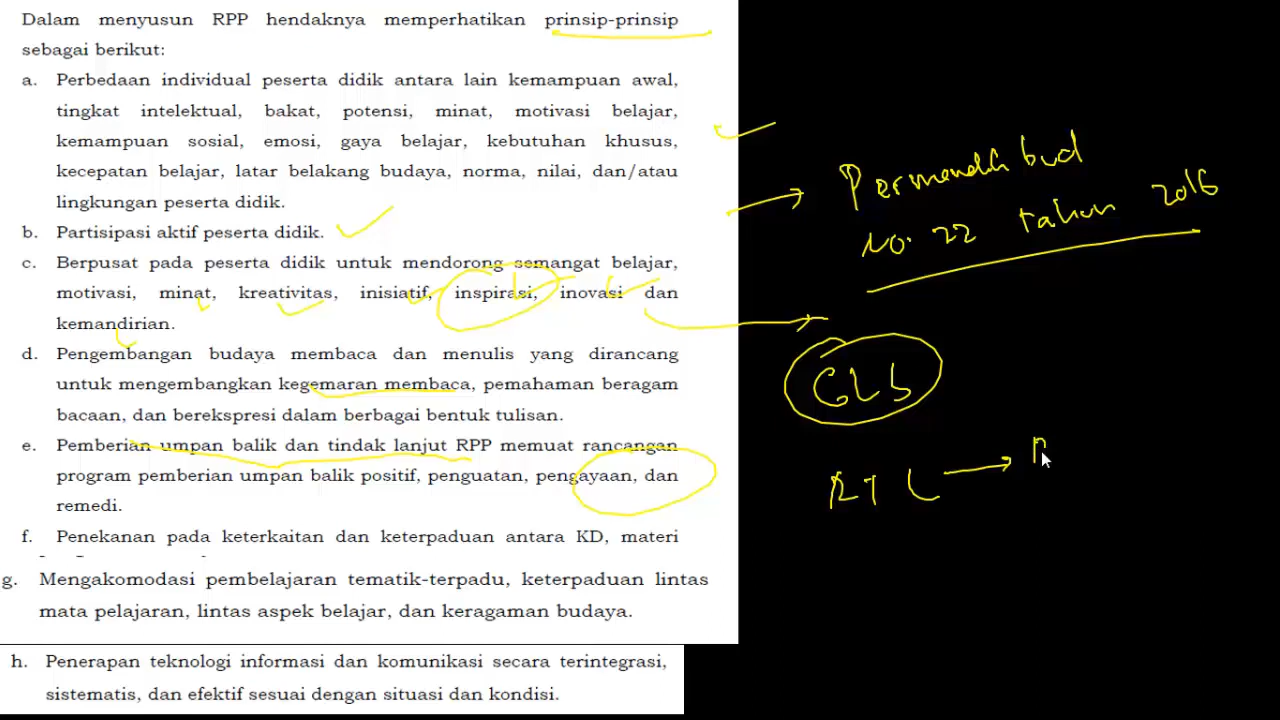 Dalam menyusun RPP hendaknya memperhatikan prinsip-prinsip
sebagai berikut:
a. Perbedaan individual peserta didik antara lain kemampuan awal,
tingkat intelektual, bakat, potensi, minat, motivasi belajar,
kemampuan sosial, emosi, gaya belajar, kebutuhan khusus,
kecepatan belajar, latar belakang budaya, norma, nilai, dan/atau
lingkungan peserta didik.
b. Partisipasi aktif peserta didik.
c. Berpusat pada peserta didik untuk mendorong semangat belajar,
motivasi, minat, kreativitas, inisiatif, inspirasi, inovasi dan
kemandirian.
d. Pengembangan budaya membaca dan menulis yang dirancang
untuk mengembangkan kegemaran membaca, pemahaman beragam
bacaan, dan berekspresi dalam berbagai bentuk tulisan.
e. Pemberian umpan balik dan tindak lanjut RPP memuat rancangan
program pemberian umpan balik positif, penguatan, pengayaan, dan
remedi.
f. Penekanan pada keterkaitan dan keterpaduan antara KD, materi
g. Mengakomodasi pembelajaran tematik-terpadu, keterpaduan lintas
mata pelajaran, lintas aspek belajar, dan keragaman budaya.
h. Penerapan teknologi informasi dan komunikasi secara terintegrasi,
sistematis, dan efektif sesuai dengan situasi dan kondisi.
Permendikbud
No. 22 tahun 2016
GLS
RTL